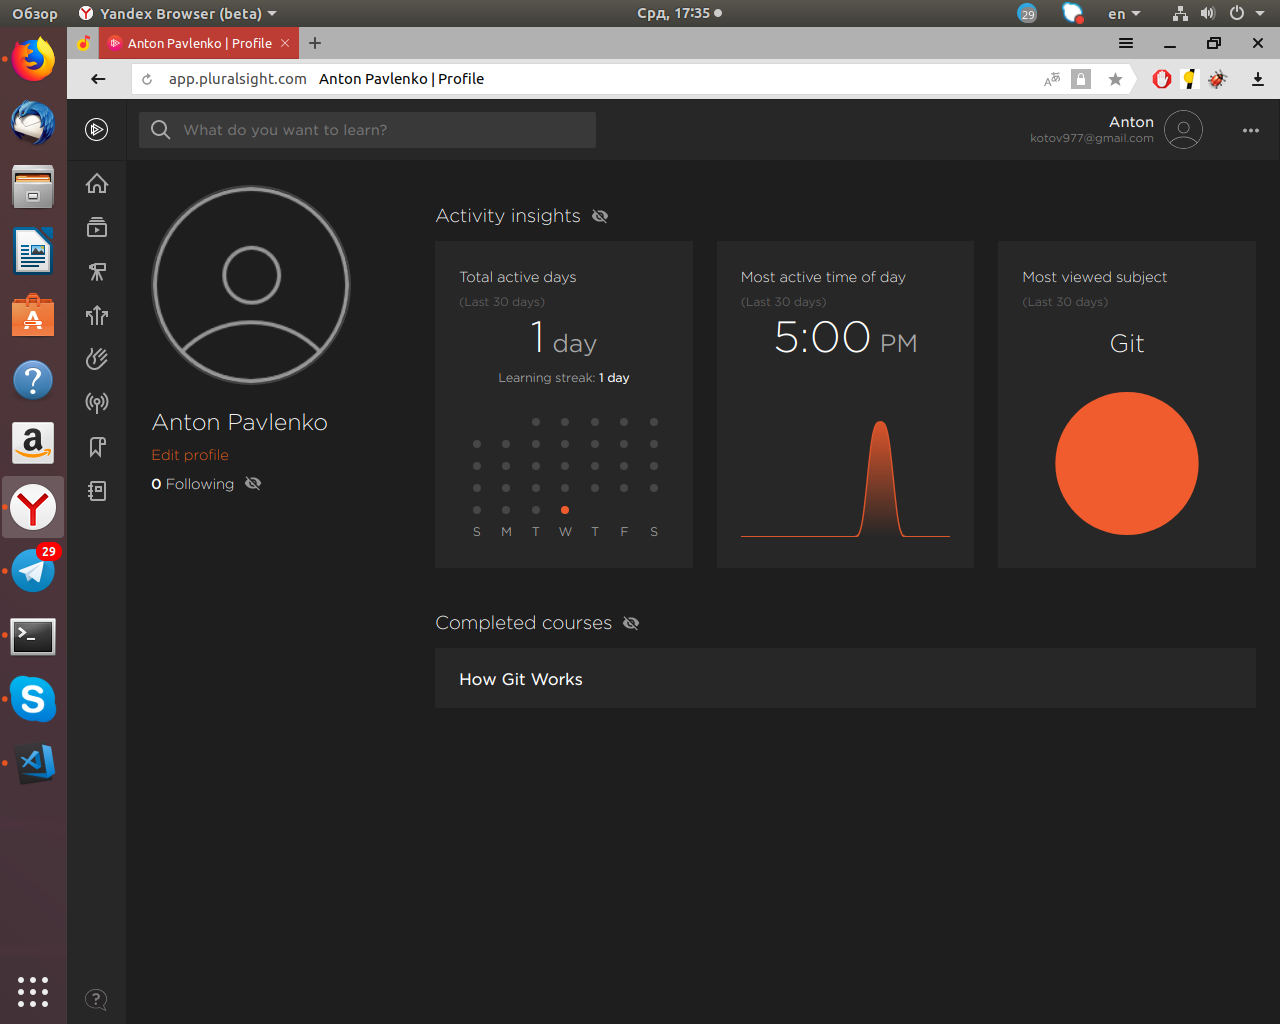 Обзор
Yandex Browser (beta)
Срд, 17:35
29
en
Anton Pavlenko | Profile
app.pluralsight.com Anton Pavlenko | Profile
What do you want to learn?
Anton
kotov977@gmail.com
Anton Pavlenko
Edit profile
0 Following
Activity insights
Total active days
(Last 30 days)
1 day
Learning streak: 1 day
S M T W T F S
Most active time of day
(Last 30 days)
5:00 PM
Most viewed subject
(Last 30 days)
Git
Completed courses
How Git Works
29